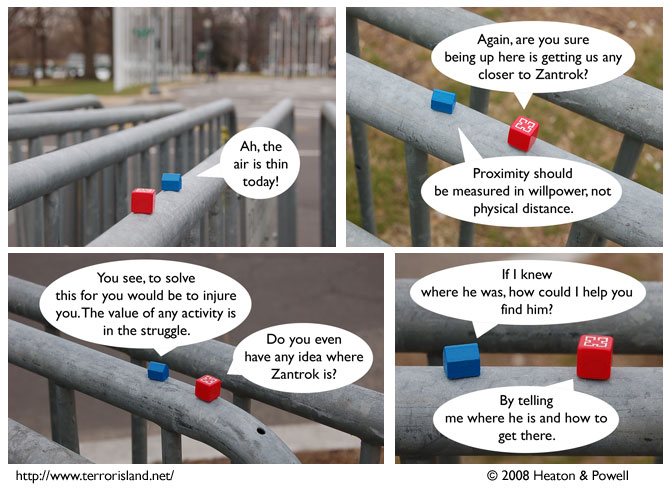 Ah, the
air is thin
today!
Again, are you sure
being up here is getting us any
closer to Zantrok?
Proximity should
be measured in willpower, not
physical distance.
You see, to solve
this for you would be to injure
you. The value of any activity is
in the struggle.
Do you even
have any idea where
Zantrok is?
If I knew
where he was, how could I help you
find him?
By telling
me where he is and how to
get there.
http://www.terrorisland.net/
© 2008 Heaton & Powell